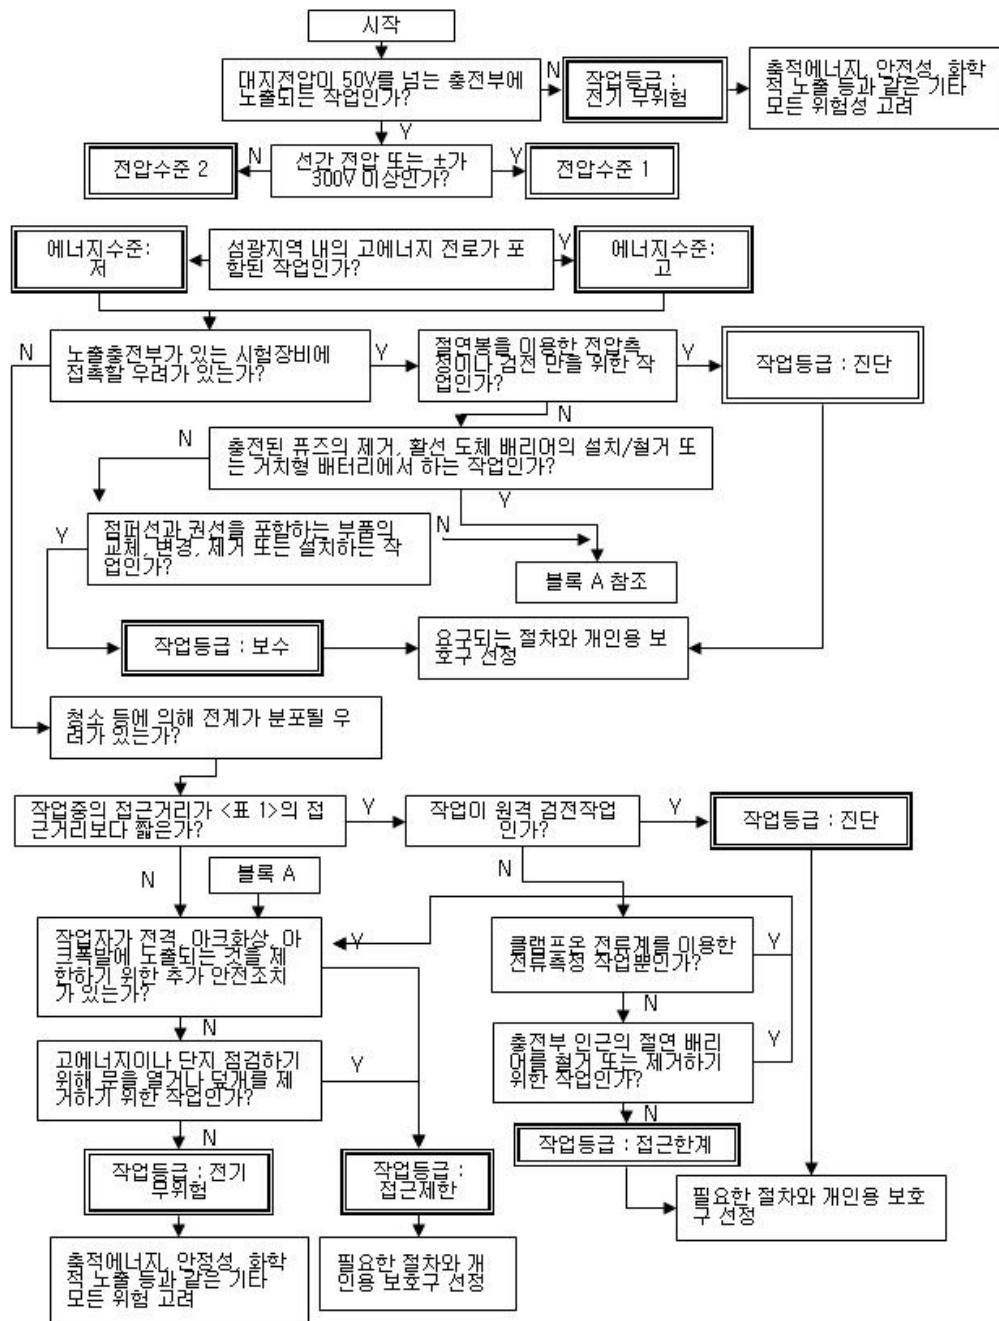 시작
대지전압이 50V를 넘는 충전부에
노출되는 작업인가?
N
작업등급 :
전기 무위험
축적에너지, 안전성, 화학
적 노출 등과 같은 기타
모든 위험성 고려
Y
전압수준 2
N
선간 전압 또는 ±가
300V 이상인가?
Y
전압수준 1
에너지수준:
저
섬광지역 내의 고에너지 전로가 포
함된 작업인가?
Y
에너지수준:
고
N
노출충전부가 있는 시험장비에
접촉할 우려가 있는가?
Y
절연봉을 이용한 전압측
정이나 검전 만을 위한 작
업인가?
Y
작업등급 : 진단
N
N
충전된 퓨즈의 제거, 활선 도체 배리어의 설치/철거 또
는 거치형 배터리에서 하는 작업인가?
Y
Y
점퍼선과 권선을 포함하는 부품의
교체, 변경, 제거 또는 설치하는 작
업인가?
N
블록 A 참조
작업등급 : 보수
요구되는 절차와 개인용 보
호구 선정
청소 등에 의해 전계가 분포될 우
려가 있는가?
작업중의 접근거리가 <표 1>의 접
근거리보다 짧은가?
Y
작업이 원격 검전작업
인가?
Y
작업등급 : 진단
N
블록 A
N
작업자가 전격, 아크화상, 아
크폭발에 노출되는 것을 제
한하기 위한 추가 안전조치
가 있는가?
Y
클램프온 전류계를 이용한
전류측정 작업뿐인가?
Y
N
N
고에너지이나 단지 점검하기
위해 문을 열거나 덮개를 제
거하기 위한 작업인가?
Y
충전부 인근의 절연 배리
어를 철거 또는 제거하기
위한 작업인가?
Y
N
N
작업등급 : 접근한계
작업등급 : 전기
무위험
작업등급 :
접근제한
필요한 절차와 개인용 보호
구 선정
축적에너지, 안정성, 화학
적 노출 등과 같은 기타
모든 위험 고려
필요한 절차와 개
인용 보호구 선정